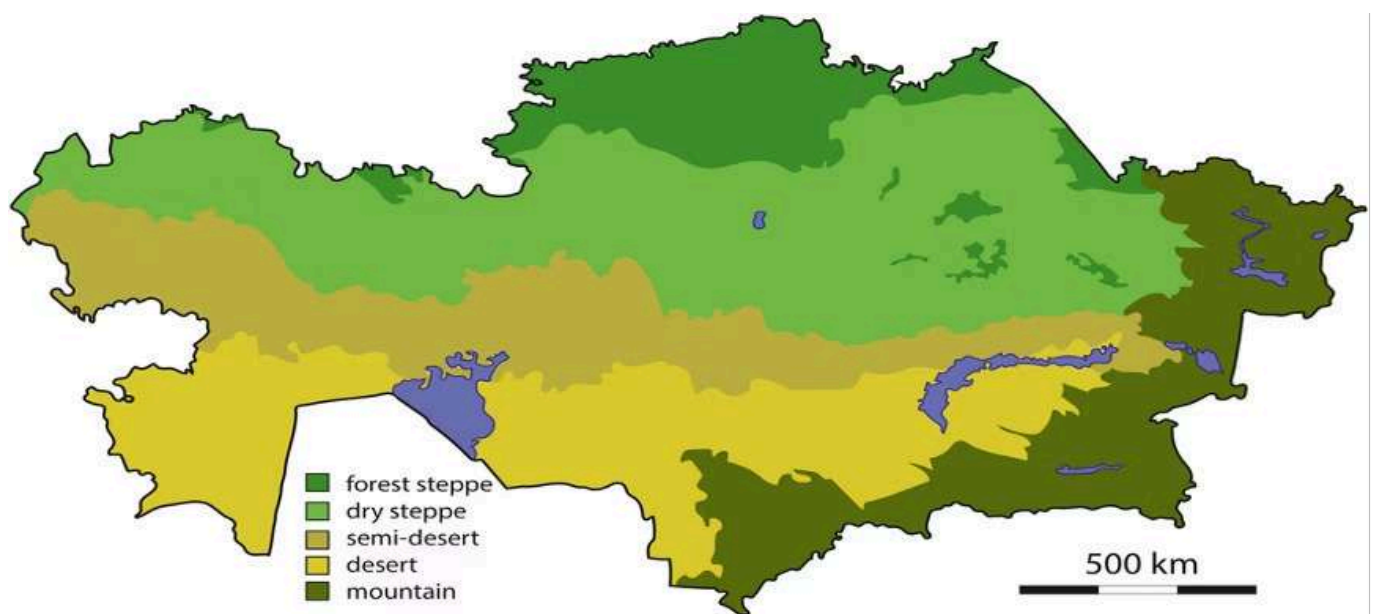 forest steppe
dry steppe
semi-desert
desert
mountain
500 km